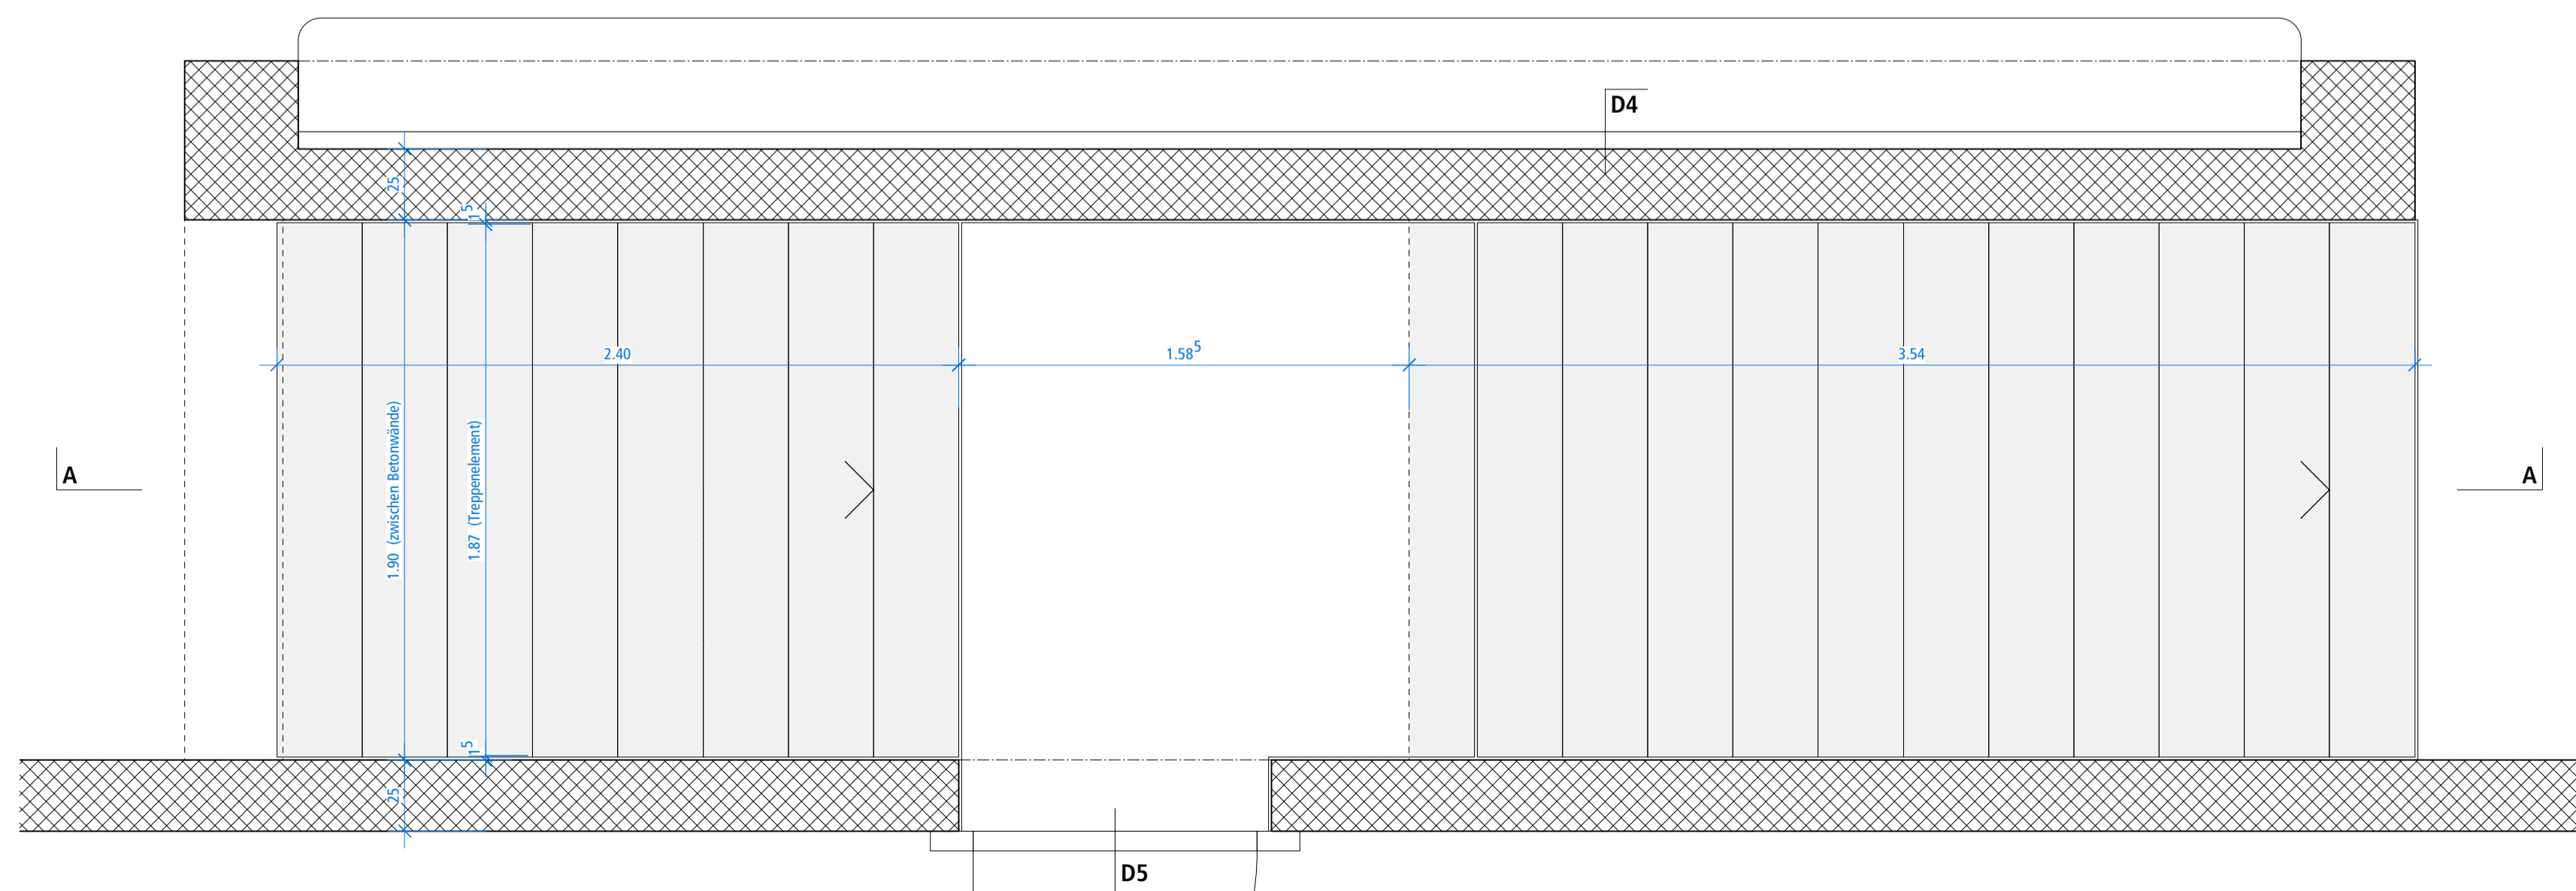 D4
25
1⁵
2.40
1.58⁵
3.54
1.90 (zwischen Betonwände)
1.87 (Treppenelement)
A
A
1⁵
25
D5